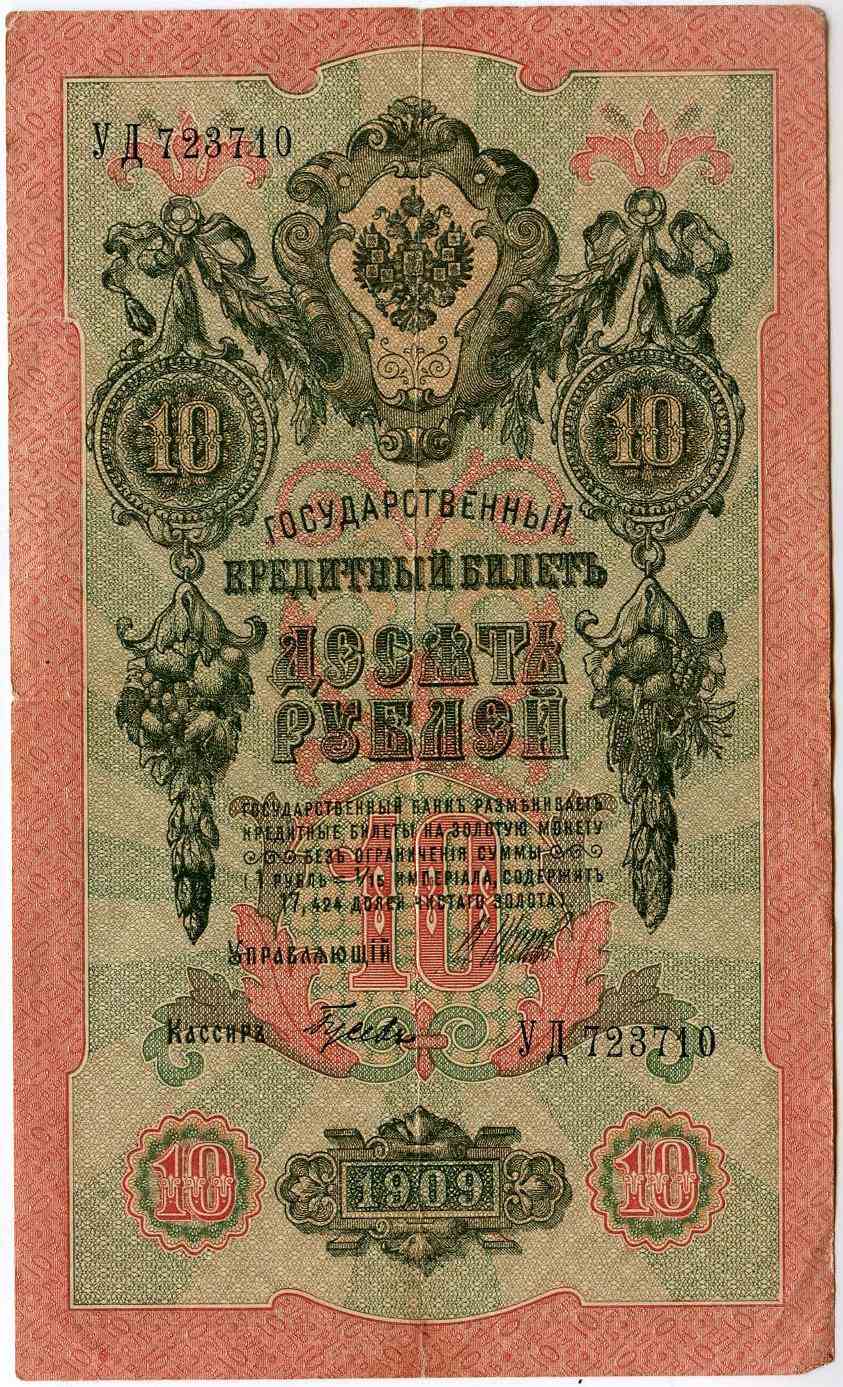 УД 723710
10 10
ГОСУДАРСТВЕННЫЙ
КРЕДИТНЫЙ БИЛЕТЪ
ДЕСЯТЬ
РУБЛЕЙ
ГОСУДАРСТВЕННЫЙ БАНКЪ РАЗМѢНИВАЕТЪ
КРЕДИТНЫЕ БИЛЕТЫ НА ЗОЛОТУЮ МОНЕТУ
БЕЗЪ ОГРАНИЧЕНІЯ СУММЫ
(1 РУБЛЬ = 1/15 ИМПЕРІАЛА, СОДЕРЖИТЪ
17,424 ДОЛЕЙ ЧИСТАГО ЗОЛОТА)
10
УПРАВЛЯЮЩІЙ
КАССИРЪ Гусевъ УД 723710
10 1909 10